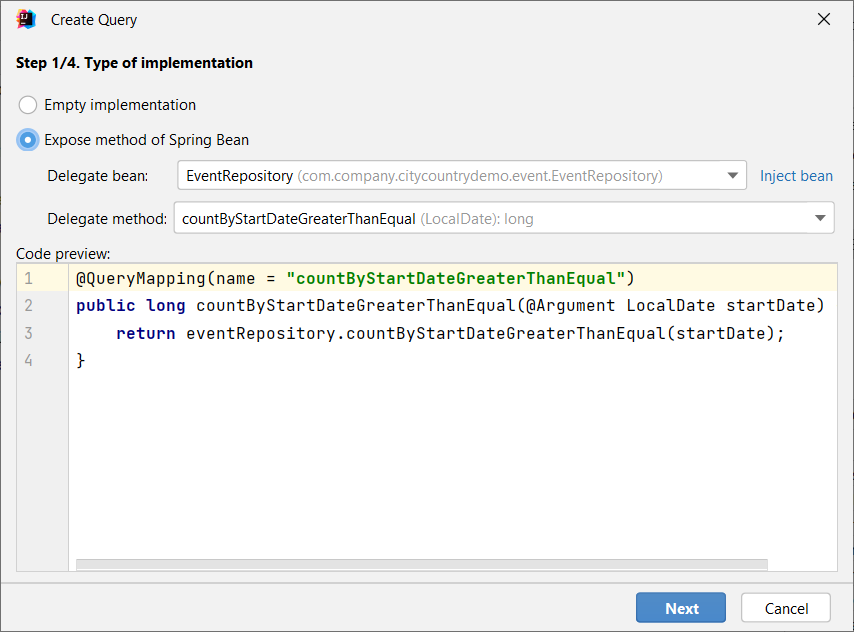 Create Query
Step 1/4. Type of implementation
Empty implementation
Expose method of Spring Bean
Delegate bean: EventRepository (com.company.citycountrydemo.event.EventRepository) Inject bean
Delegate method: countByStartDateGreaterThanEqual (LocalDate): long
Code preview:
1 @QueryMapping(name = "countByStartDateGreaterThanEqual")
2 public long countByStartDateGreaterThanEqual(@Argument LocalDate startDate)
3 return eventRepository.countByStartDateGreaterThanEqual(startDate);
4 }
Next Cancel